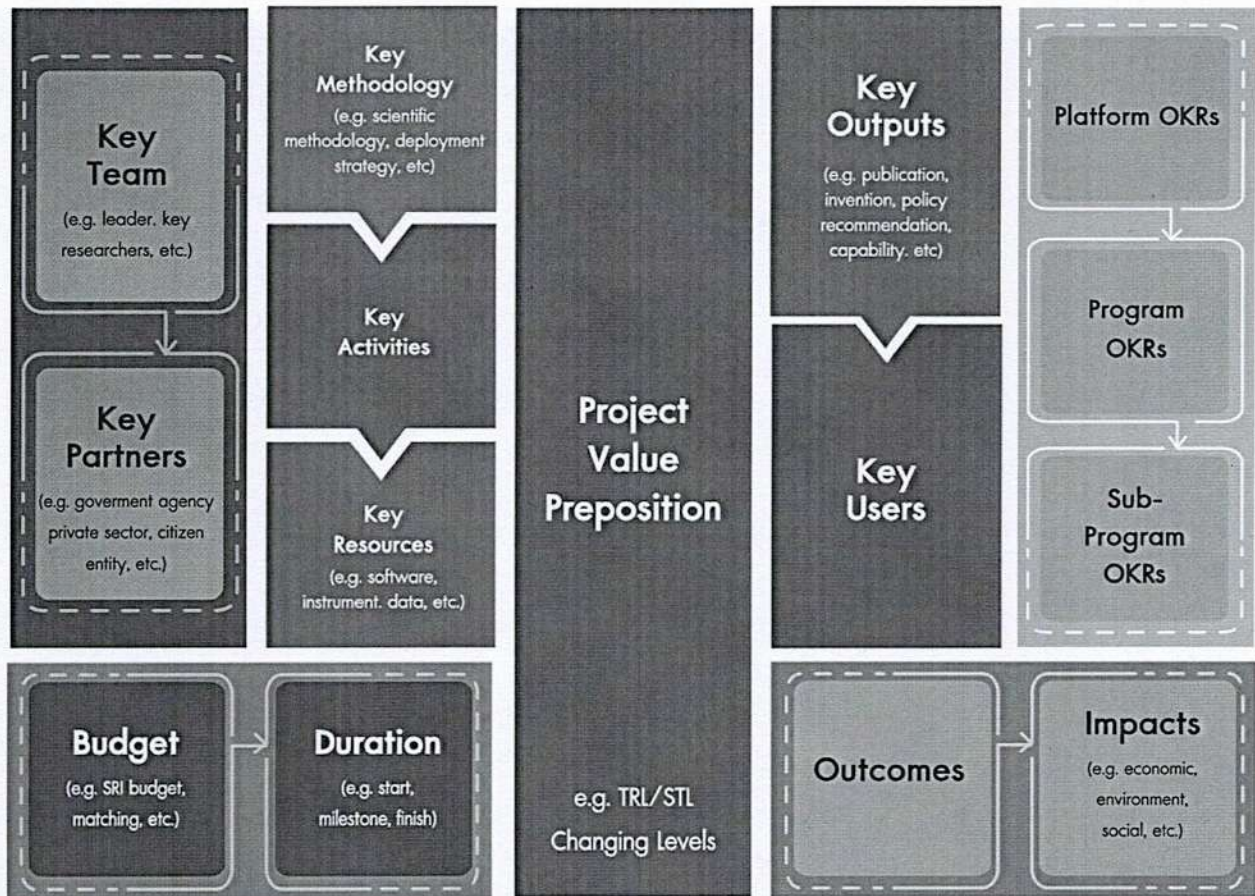 Key
Team
(e.g. leader. key
researchers, etc.)
Key
Partners
(e.g. goverment agency
private sector, citizen
entity, etc.)
Key
Methodology
(e.g. scientific
methodology, deployment
strategy, etc)
Key
Activities
Key
Resources
(e.g. software,
instrument. data, etc.)
Project
Value
Preposition
e.g. TRL/STL
Changing Levels
Key
Outputs
(e.g. publication,
invention, policy
recommendation,
capability. etc)
Key
Users
Platform OKRs
Program
OKRs
Sub-
Program
OKRs
Budget
(e.g. SRI budget,
matching, etc.)
Duration
(e.g. start,
milestone, finish)
Outcomes
Impacts
(e.g. economic,
environment,
social, etc.)